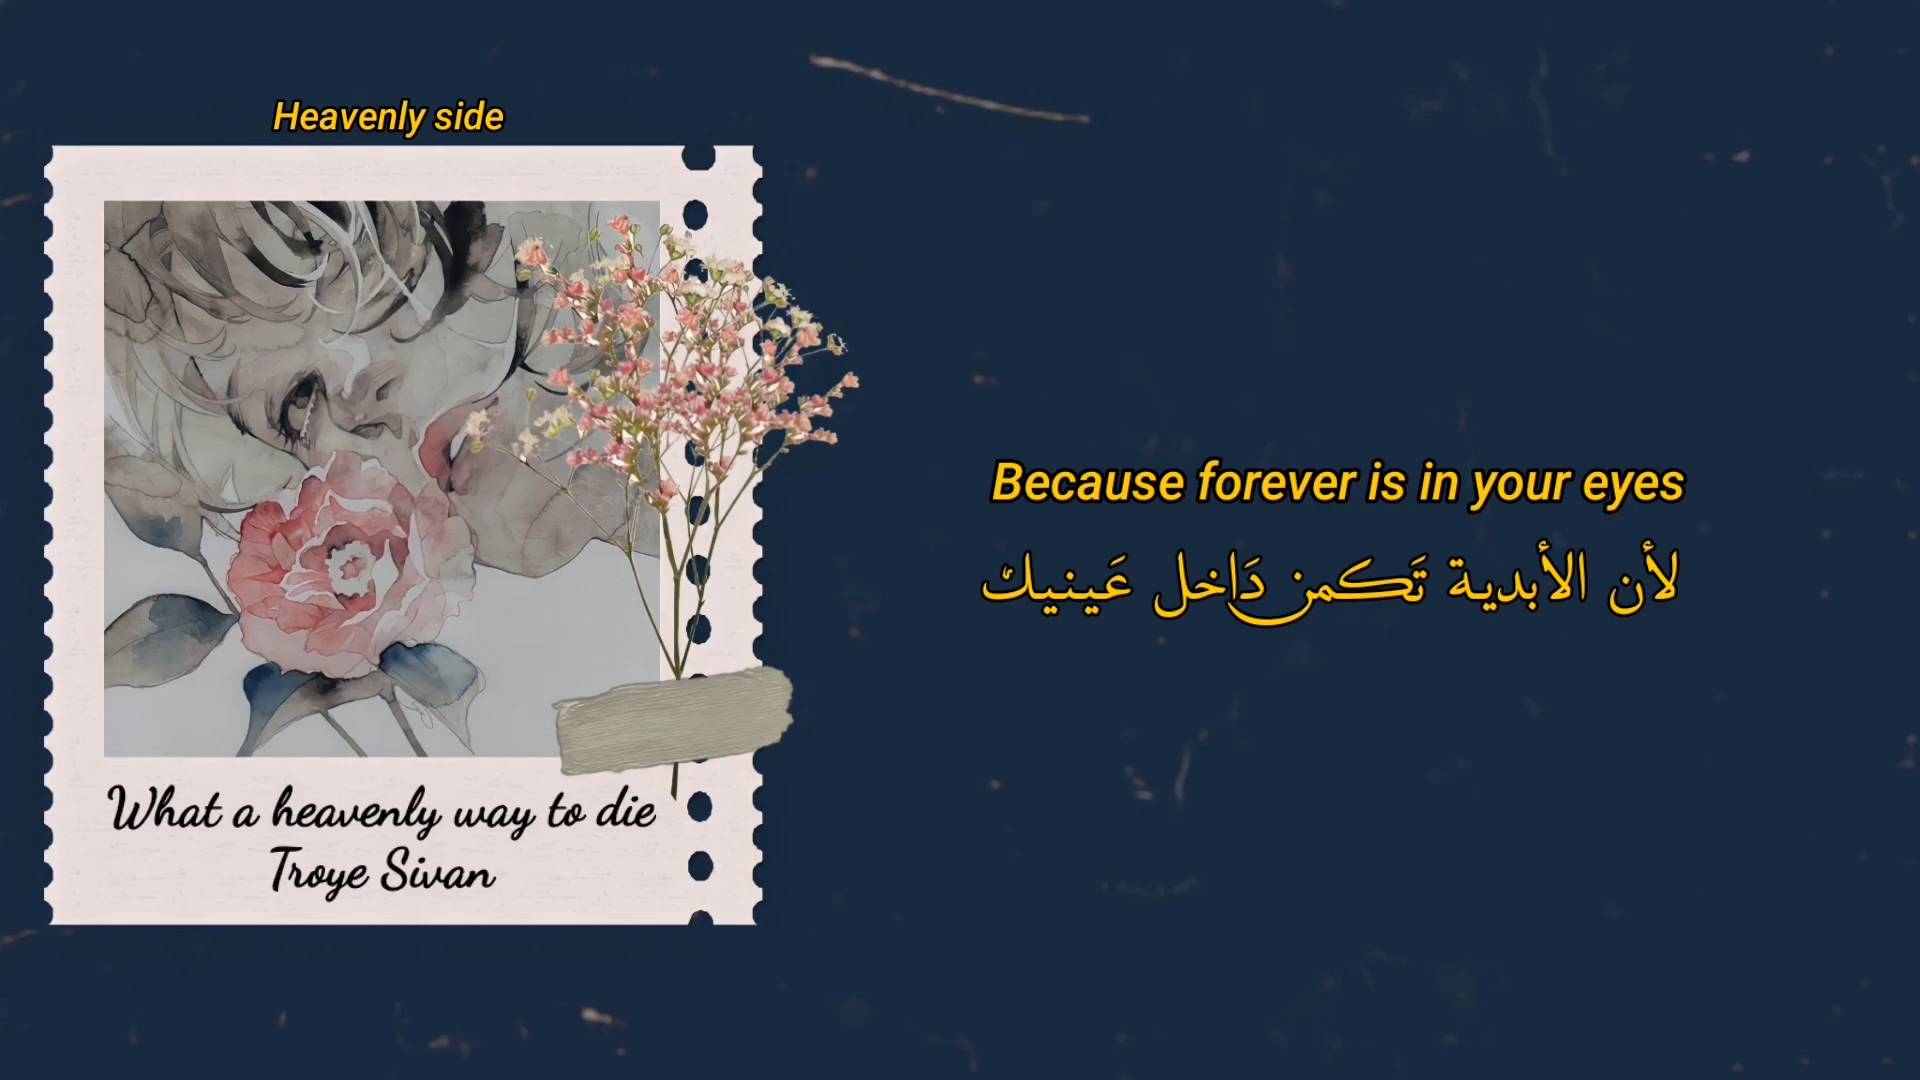 Heavenly side
What a heavenly way to die
Troye Sivan
Because forever is in your eyes
لأن الأبدية تَكمن دَاخل عَينيك